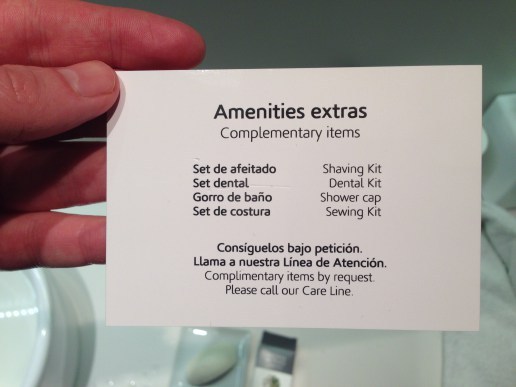 Amenities extras
Complementary items
Set de afeitado Shaving Kit
Set dental Dental Kit
Gorro de baño Shower cap
Set de costura Sewing Kit
Consíguelos bajo petición.
Llama a nuestra Línea de Atención.
Complimentary items by request.
Please call our Care Line.